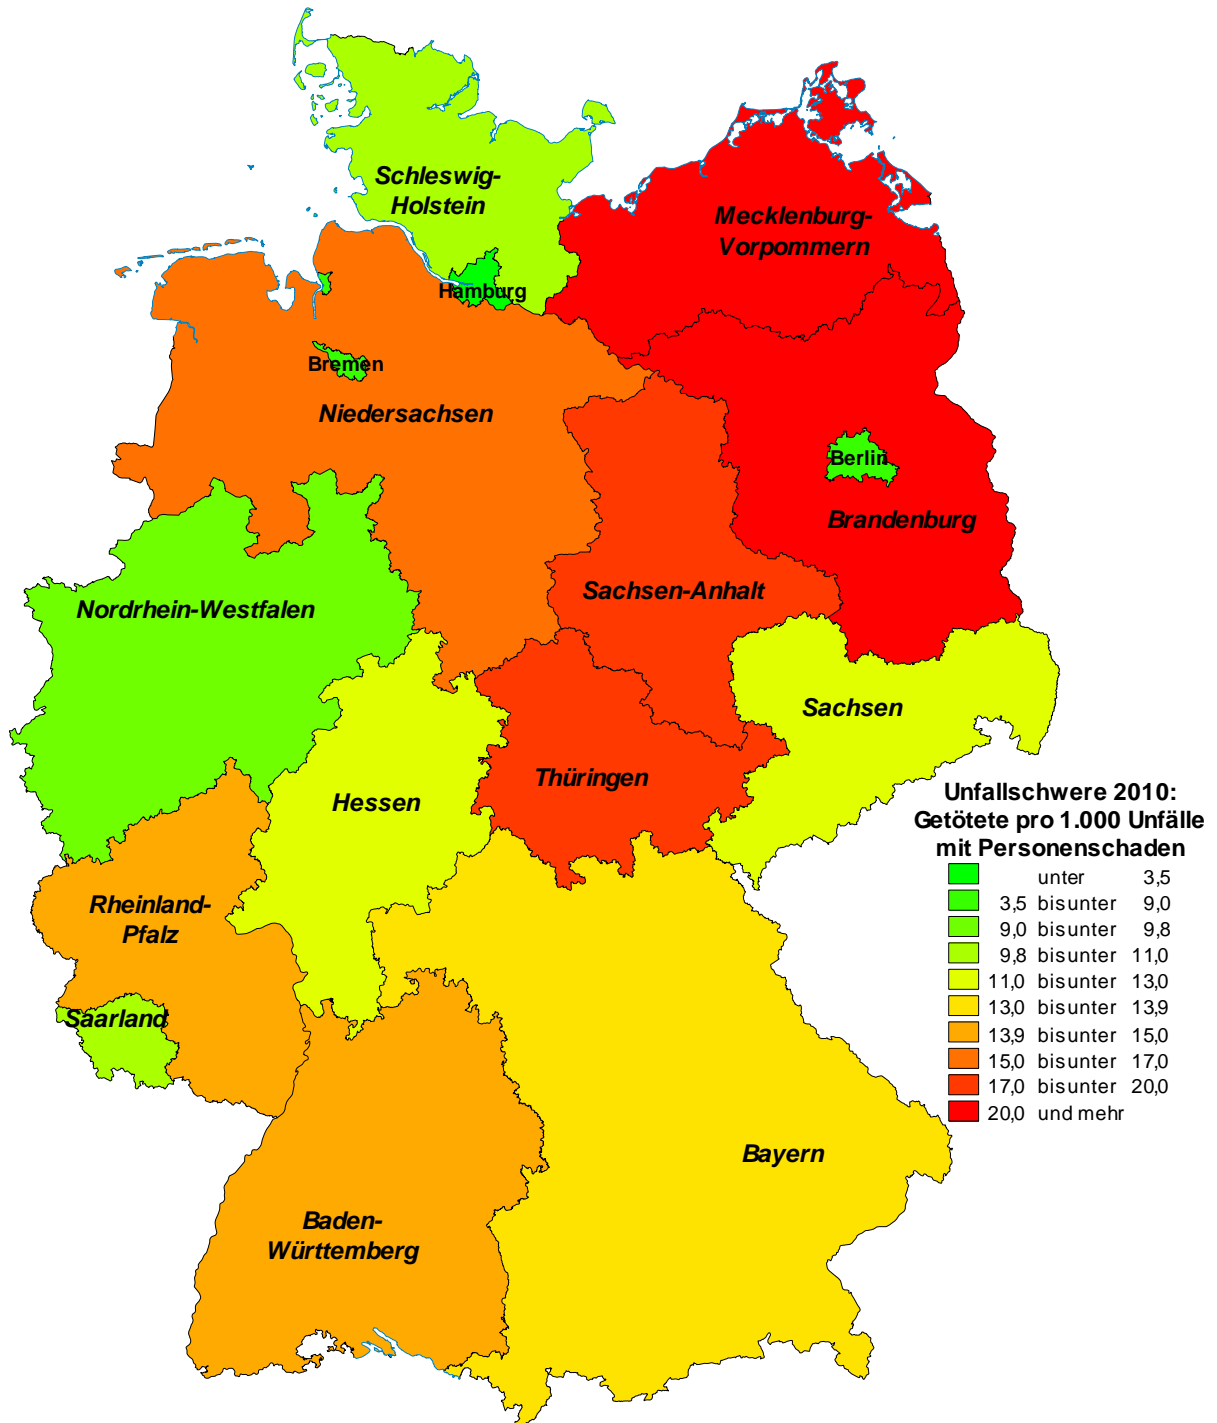 Schleswig-
Holstein
Mecklenburg-
Vorpommern
Hamburg
Bremen
Niedersachsen
Berlin
Brandenburg
Sachsen-Anhalt
Nordrhein-Westfalen
Sachsen
Thüringen
Hessen
Rheinland-
Pfalz
Saarland
Bayern
Baden-
Württemberg
Unfallschwere 2010:
Getötete pro 1.000 Unfälle
mit Personenschaden
unter 3,5
3,5 bis unter 9,0
9,0 bis unter 9,8
9,8 bis unter 11,0
11,0 bis unter 13,0
13,0 bis unter 13,9
13,9 bis unter 15,0
15,0 bis unter 17,0
17,0 bis unter 20,0
20,0 und mehr